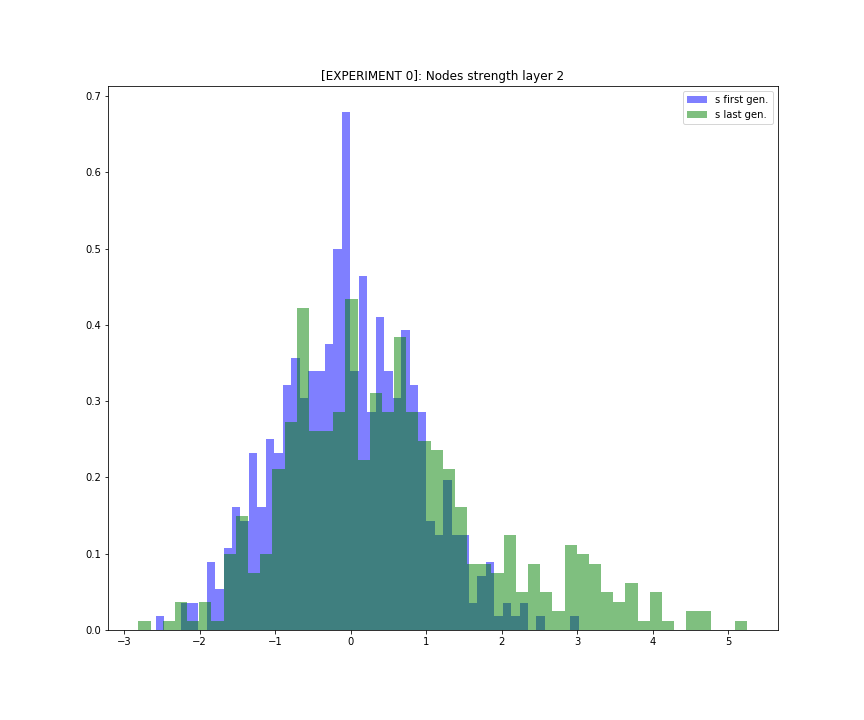 [EXPERIMENT 0]: Nodes strength layer 2
s first gen.
s last gen.
0.7
0.6
0.5
0.4
0.3
0.2
0.1
0.0
−3 −2 −1 0 1 2 3 4 5